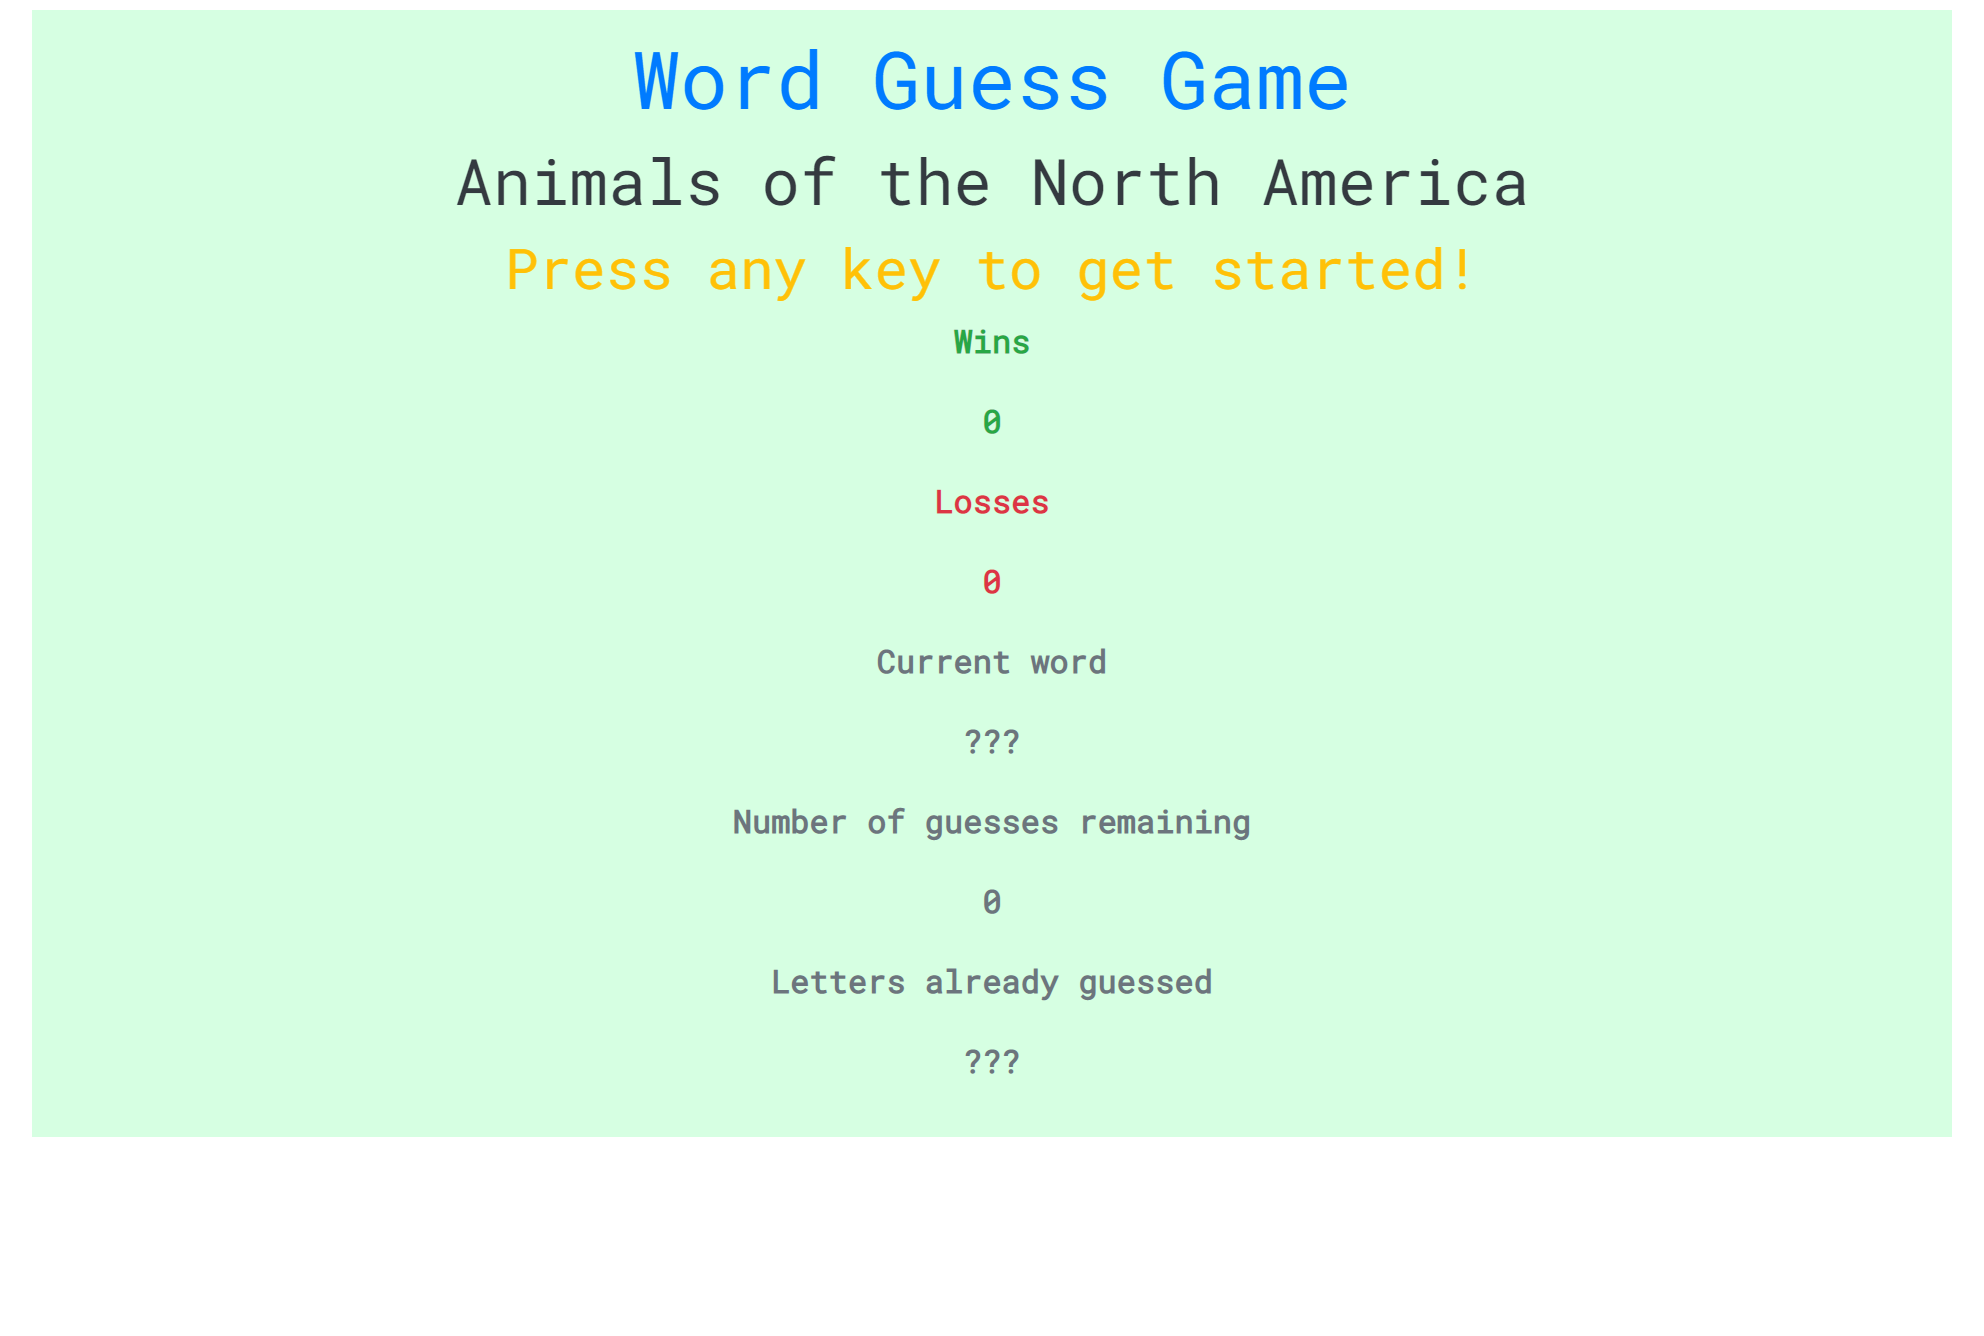 Word Guess Game
Animals of the North America
Press any key to get started!
Wins
0
Losses
0
Current word
???
Number of guesses remaining
0
Letters already guessed
???